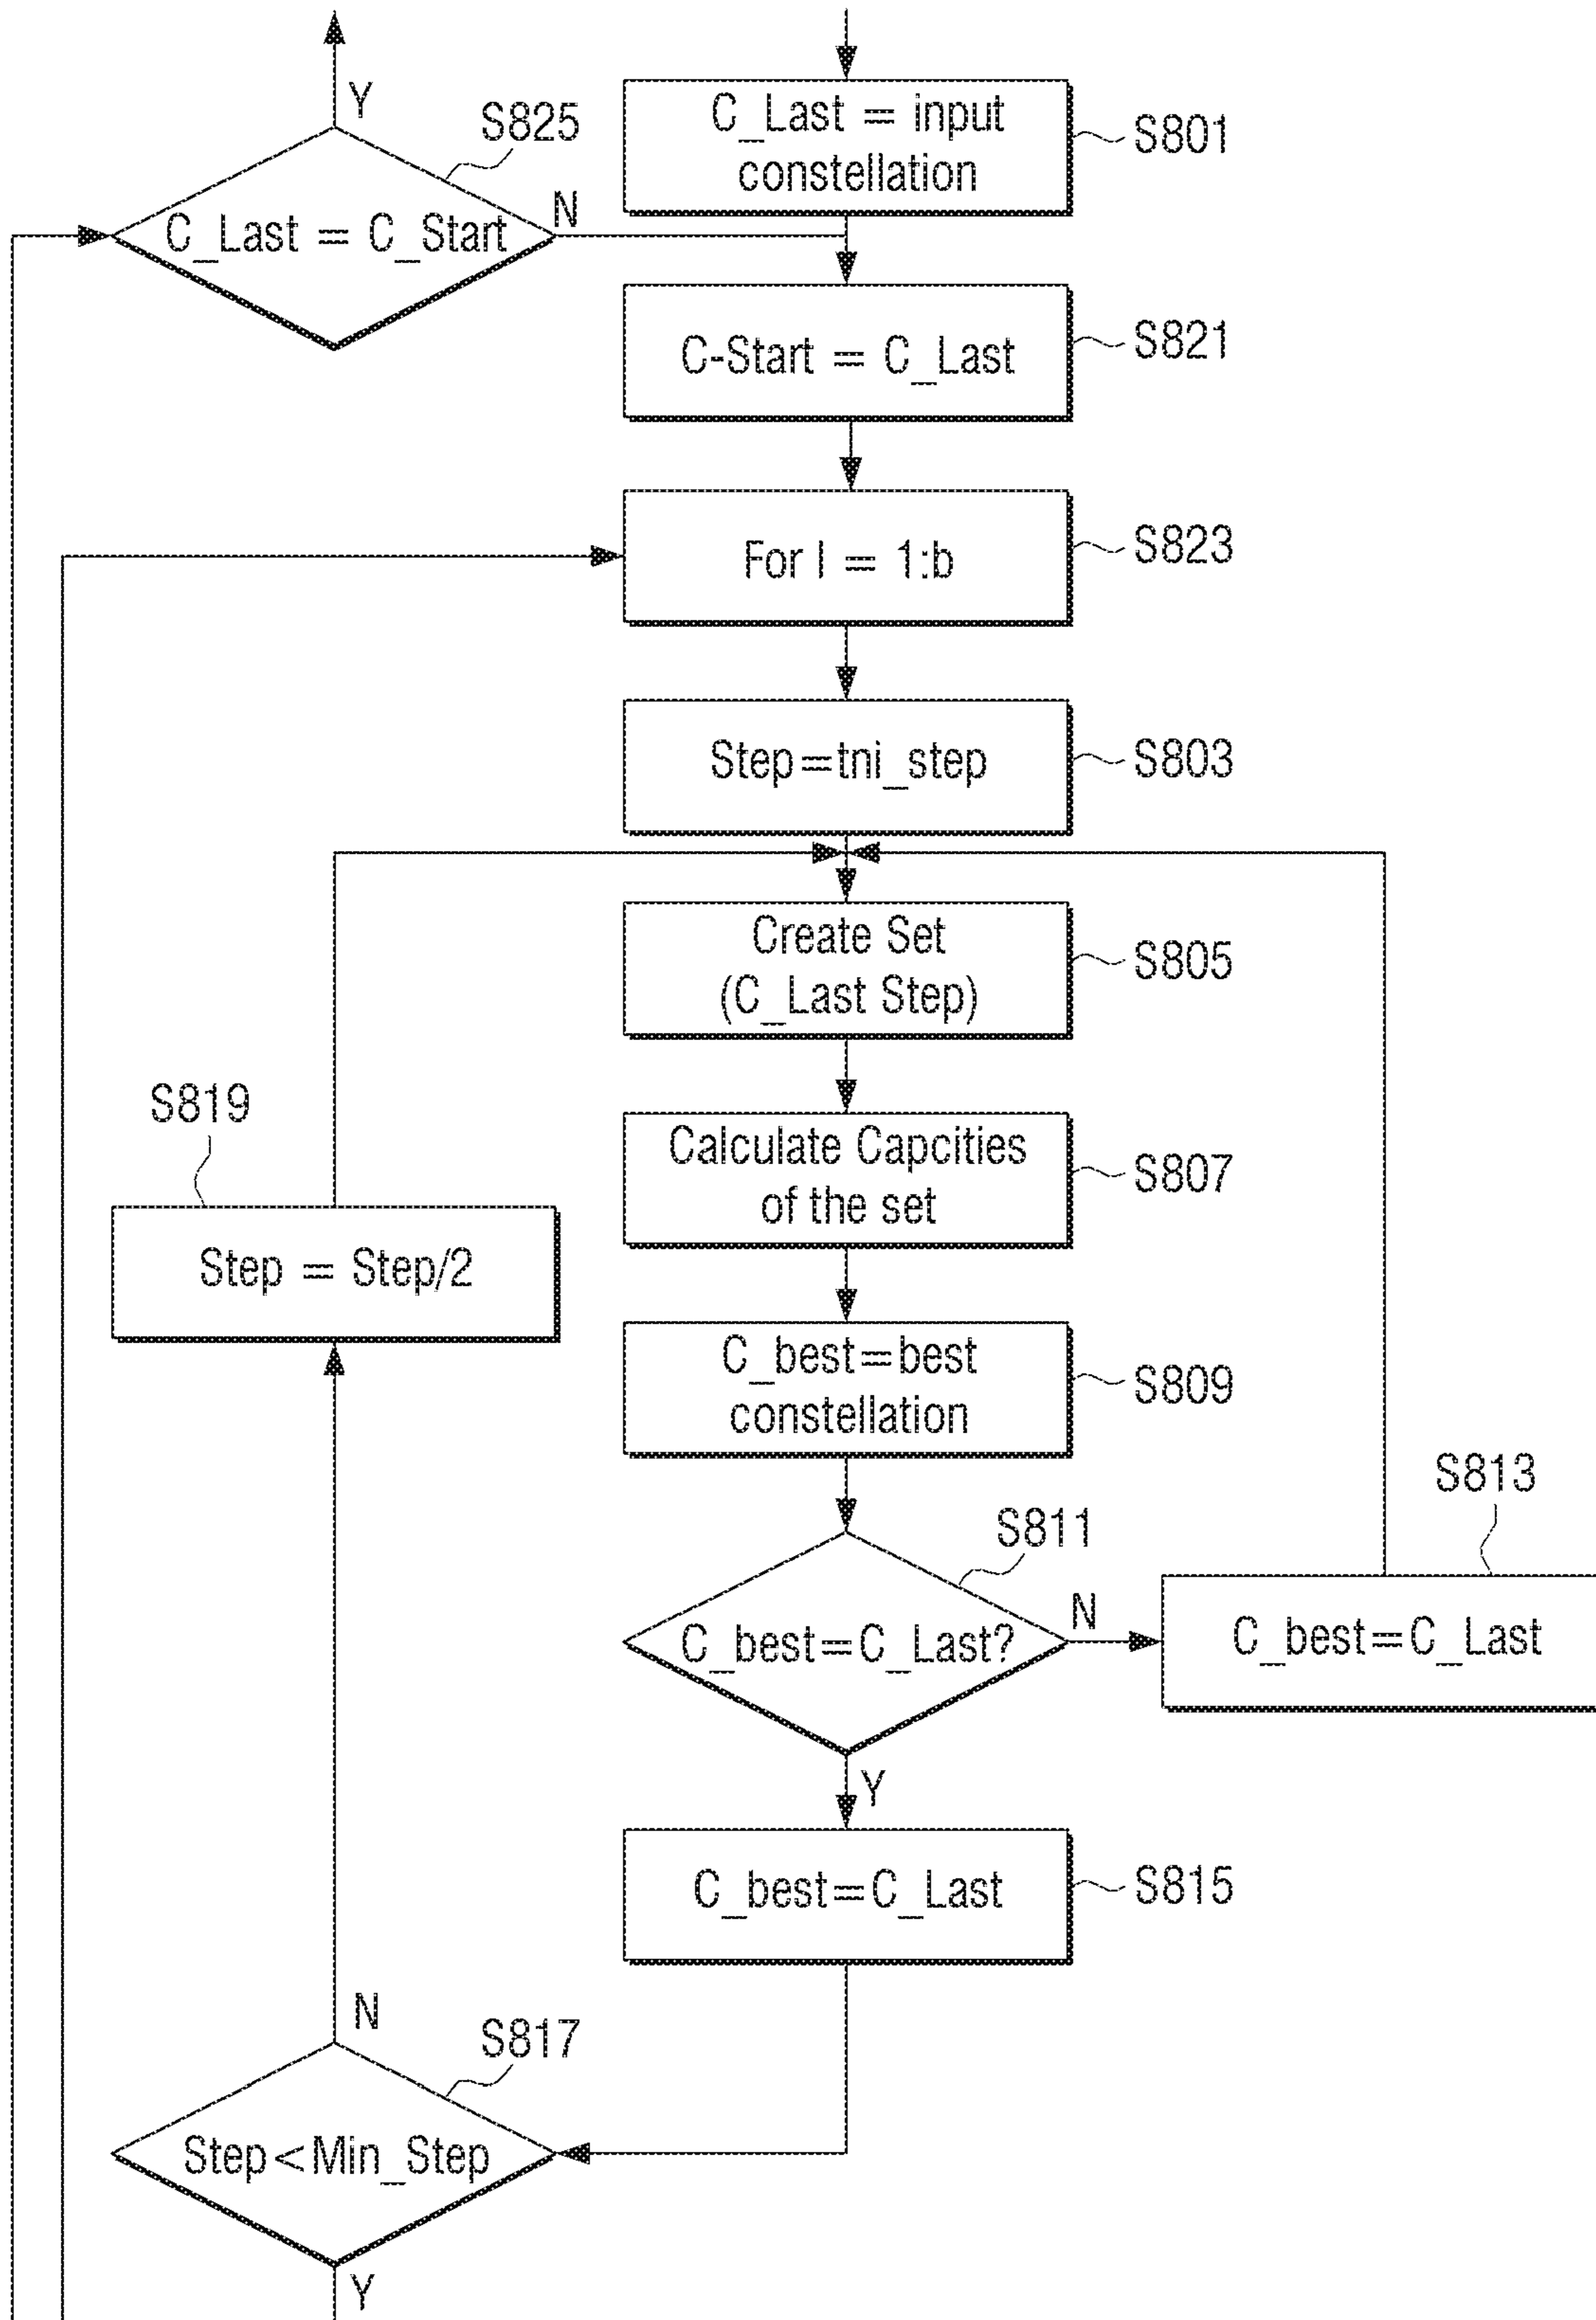 Y
S825
C_Last = C_Start
N
C_Last = input
constellation
S801
C-Start = C_Last
S821
For I = 1:b
S823
Step=tni_step
S803
Create Set
(C_Last Step)
S805
S819
Calculate Capcities
of the set
S807
Step = Step/2
C_best=best
constellation
S809
S813
S811
C_best=C_Last?
N
C_best=C_Last
Y
C_best=C_Last
S815
N
S817
Step<Min_Step
Y